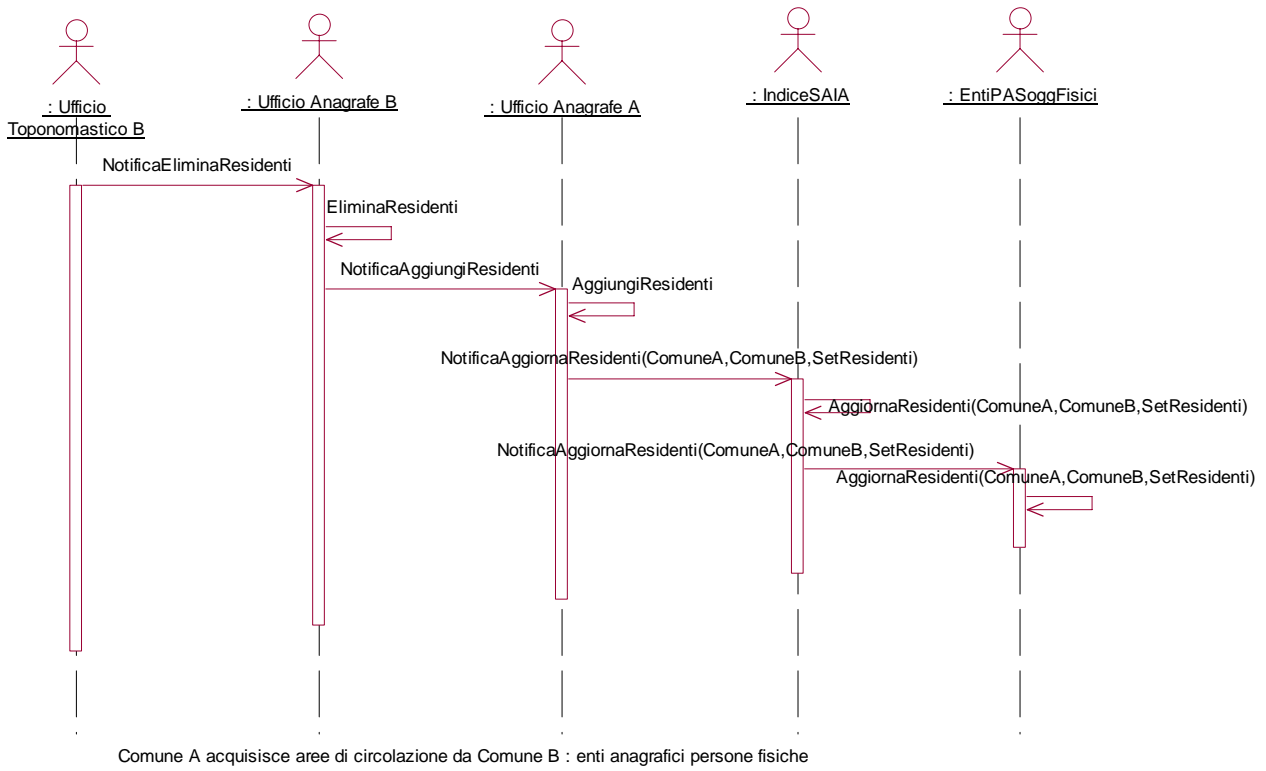 : Ufficio
Toponomastico B
: Ufficio Anagrafe B
: Ufficio Anagrafe A
: IndiceSAIA
: EntiPASoggFisici
NotificaEliminaResidenti
EliminaResidenti
NotificaAggiungiResidenti
AggiungiResidenti
NotificaAggiornaResidenti(ComuneA,ComuneB,SetResidenti)
AggiornaResidenti(ComuneA,ComuneB,SetResidenti)
NotificaAggiornaResidenti(ComuneA,ComuneB,SetResidenti)
AggiornaResidenti(ComuneA,ComuneB,SetResidenti)
Comune A acquisisce aree di circolazione da Comune B : enti anagrafici persone fisiche